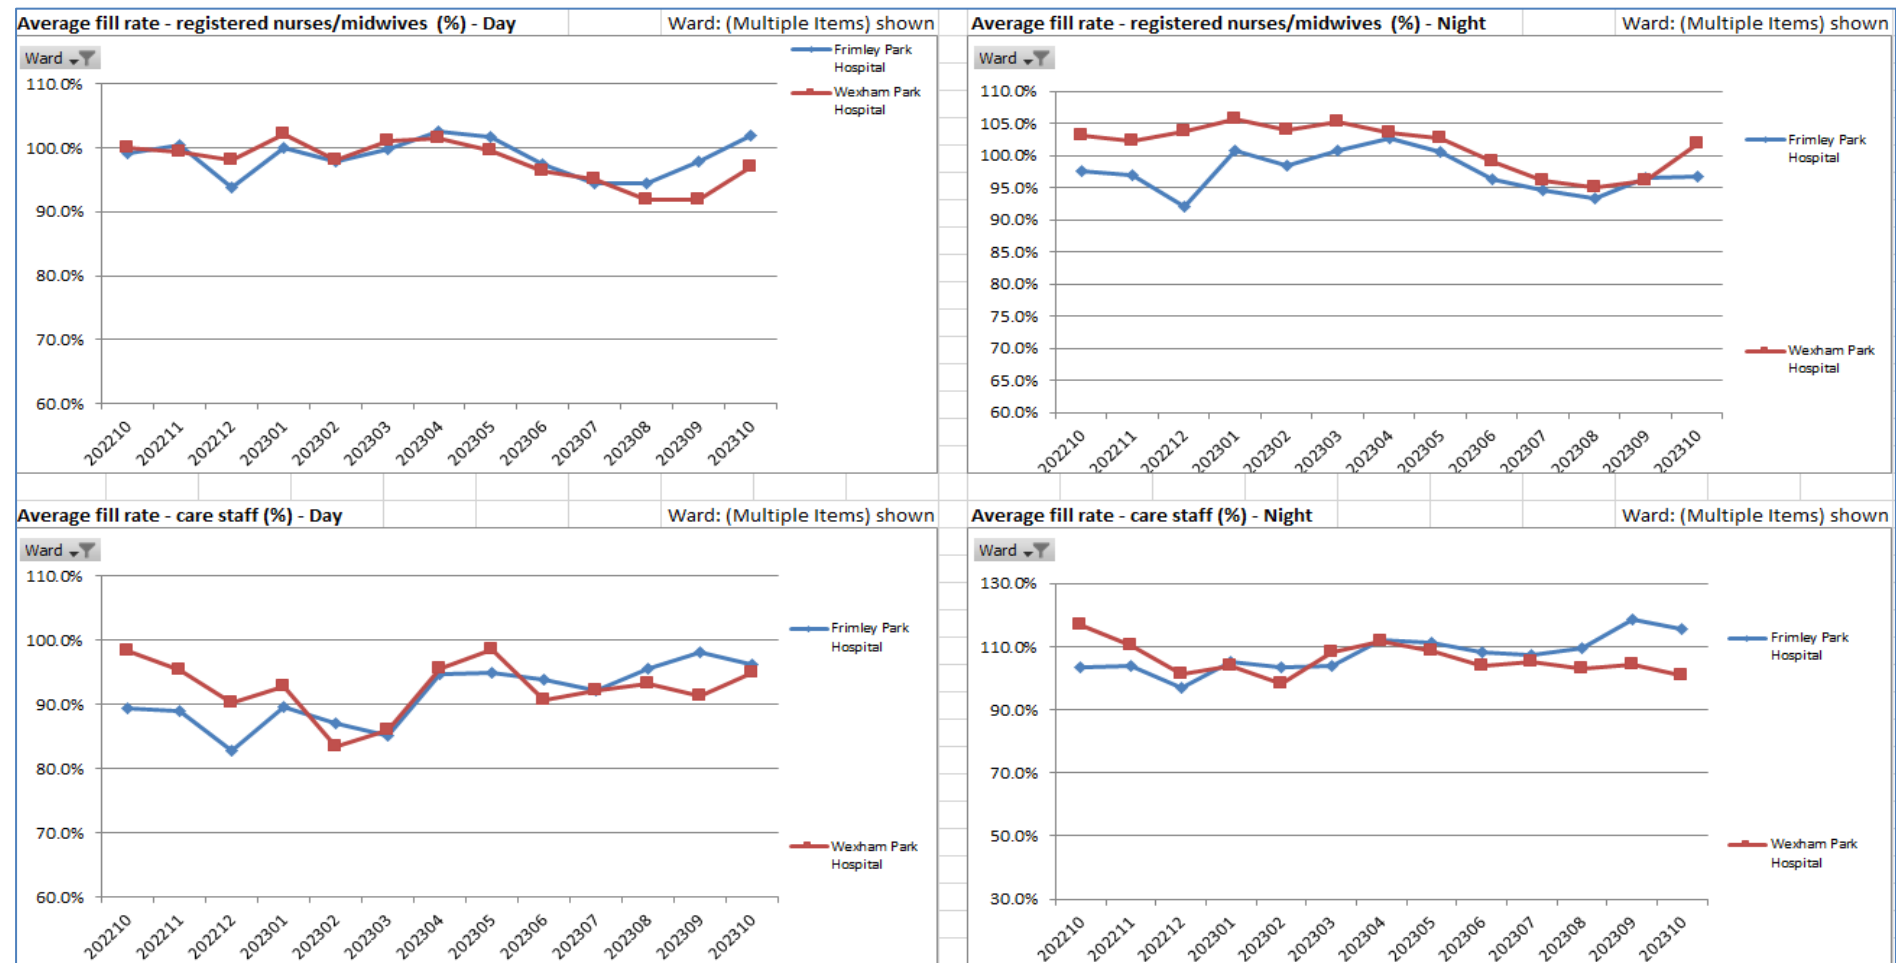 Average fill rate - registered nurses/midwives (%) - Day
Ward: (Multiple Items) shown
Ward
Frimley Park
Hospital
Wexham Park
Hospital
110.0%
100.0%
90.0%
80.0%
70.0%
60.0%
202210
202211
202212
202301
202302
202303
202304
202305
202306
202307
202308
202309
202310
Average fill rate - registered nurses/midwives (%) - Night
Ward: (Multiple Items) shown
Ward
110.0%
105.0%
100.0%
95.0%
90.0%
85.0%
80.0%
75.0%
70.0%
65.0%
60.0%
Frimley Park
Hospital
Wexham Park
Hospital
202210
202211
202212
202301
202302
202303
202304
202305
202306
202307
202308
202309
202310
Average fill rate - care staff (%) - Day
Ward: (Multiple Items) shown
Ward
110.0%
100.0%
90.0%
80.0%
70.0%
60.0%
Frimley Park
Hospital
Wexham Park
Hospital
202210
202211
202212
202301
202302
202303
202304
202305
202306
202307
202308
202309
202310
Average fill rate - care staff (%) - Night
Ward: (Multiple Items) shown
Ward
130.0%
110.0%
90.0%
70.0%
50.0%
30.0%
Frimley Park
Hospital
Wexham Park
Hospital
202210
202211
202212
202301
202302
202303
202304
202305
202306
202307
202308
202309
202310